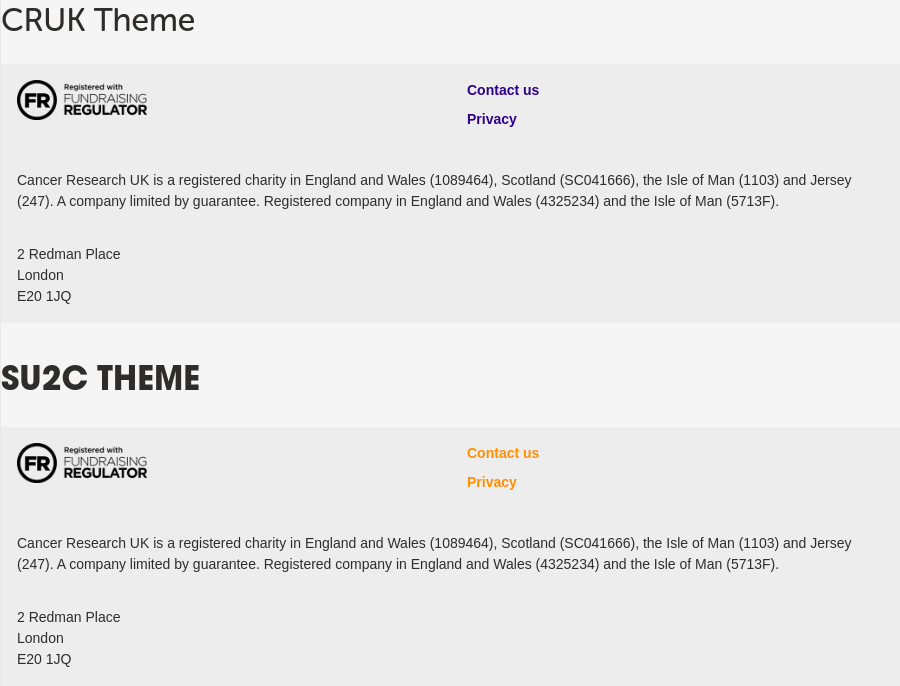 CRUK Theme
FR
Registered with
FUNDRAISING
REGULATOR
Contact us
Privacy
Cancer Research UK is a registered charity in England and Wales (1089464), Scotland (SC041666), the Isle of Man (1103) and Jersey
(247). A company limited by guarantee. Registered company in England and Wales (4325234) and the Isle of Man (5713F).
2 Redman Place
London
E20 1JQ
SU2C THEME
FR
Registered with
FUNDRAISING
REGULATOR
Contact us
Privacy
Cancer Research UK is a registered charity in England and Wales (1089464), Scotland (SC041666), the Isle of Man (1103) and Jersey
(247). A company limited by guarantee. Registered company in England and Wales (4325234) and the Isle of Man (5713F).
2 Redman Place
London
E20 1JQ